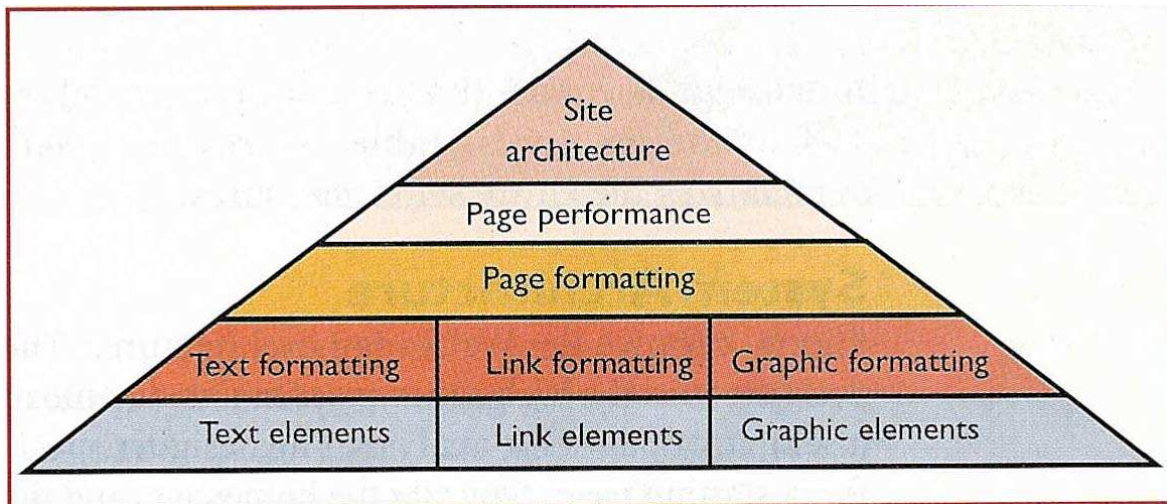 Site
architecture
Page performance
Page formatting
Text formatting Link formatting Graphic formatting
Text elements Link elements Graphic elements